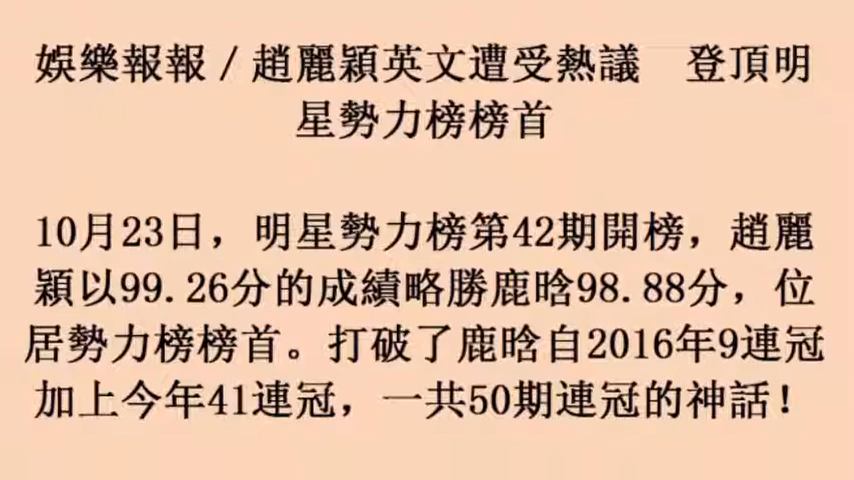 娛樂報報／趙麗穎英文遭受熱議　登頂明
星勢力榜榜首
10月23日，明星勢力榜第42期開榜，趙麗
穎以99.26分的成績略勝鹿晗98.88分，位
居勢力榜榜首。打破了鹿晗自2016年9連冠
加上今年41連冠，一共50期連冠的神話！